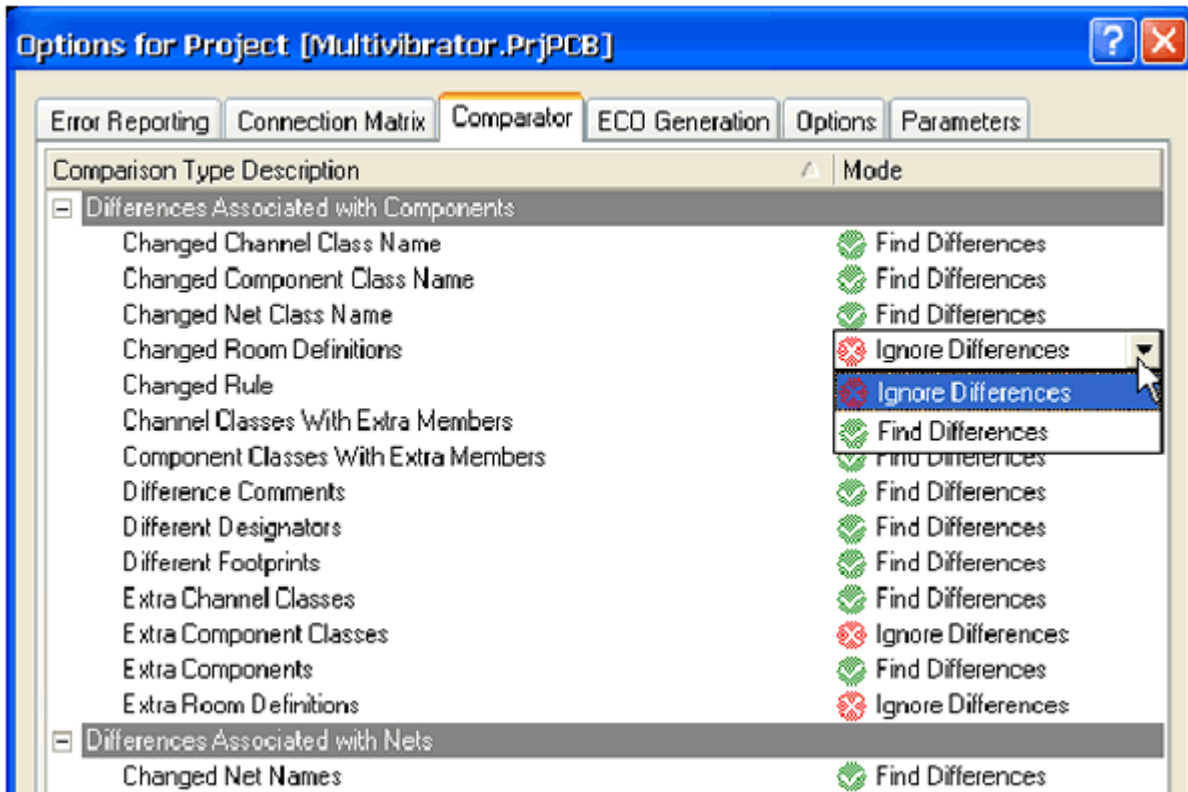 Options for Project [Multivibrator.PrjPCB]
Error Reporting Connection Matrix Comparator ECO Generation Options Parameters
Comparison Type Description Mode
Differences Associated with Components
Changed Channel Class Name Find Differences
Changed Component Class Name Find Differences
Changed Net Class Name Find Differences
Changed Room Definitions Ignore Differences
Changed Rule Ignore Differences
Channel Classes With Extra Members Find Differences
Component Classes With Extra Members Find Differences
Difference Comments Find Differences
Different Designators Find Differences
Different Footprints Find Differences
Extra Channel Classes Find Differences
Extra Component Classes Ignore Differences
Extra Components Find Differences
Extra Room Definitions Ignore Differences
Differences Associated with Nets
Changed Net Names Find Differences